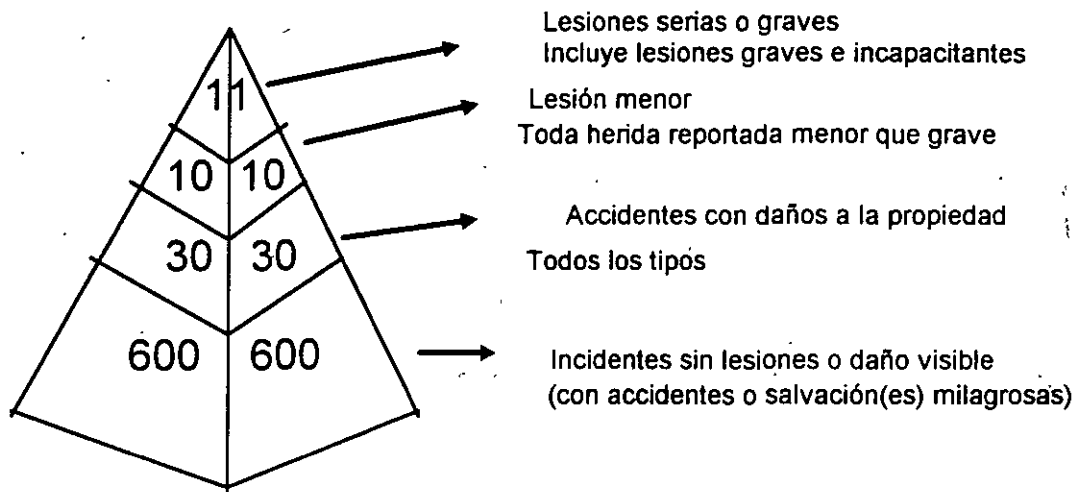 Lesiones serias o graves
Incluye lesiones graves e incapacitantes
11
Lesión menor
Toda herida reportada menor que grave
10 10
Accidentes con daños a la propiedad
30 30
Todos los tipos
600 600
Incidentes sin lesiones o daño visible
(con accidentes o salvación(es) milagrosas)